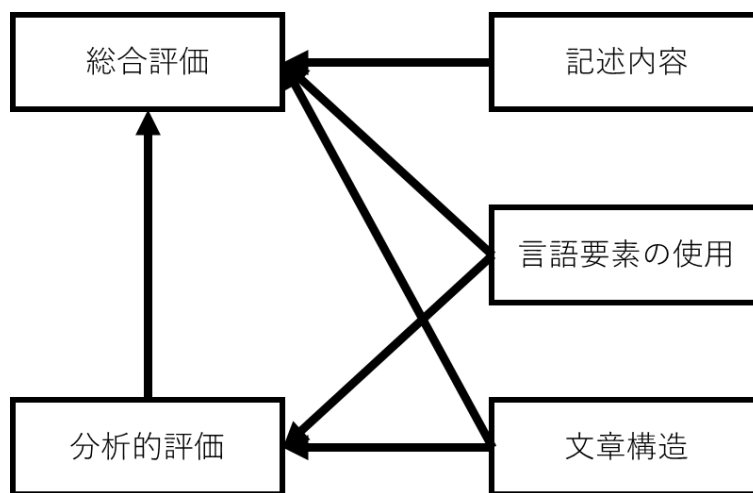 総合評価
記述内容
言語要素の使用
分析的評価
文章構造